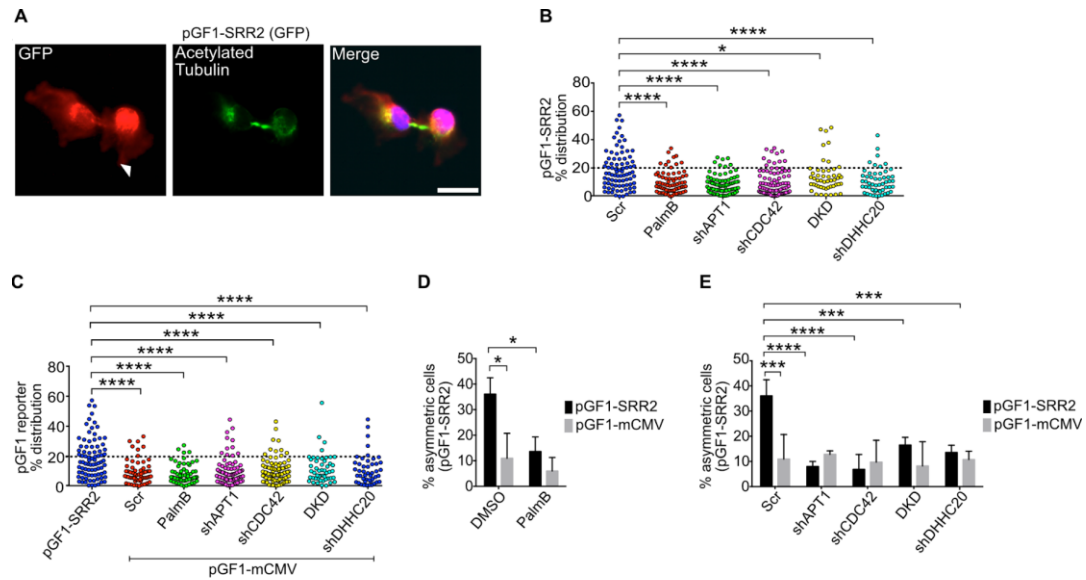 A
pGF1-SRR2 (GFP)
GFP
Acetylated
Tubulin
Merge
B
pGF1-SRR2
% distribution
80
60
40
20
0
****
*
****
****
****
Scr
PalmB
shAPT1
shCDC42
DKD
shDHHC20
C
pGF1 reporter
% distribution
80
60
40
20
0
****
****
****
****
****
****
pGF1-SRR2
Scr
PalmB
shAPT1
shCDC42
DKD
shDHHC20
pGF1-mCMV
D
% asymmetric cells
(pGF1-SRR2)
50
40
30
20
10
0
*
*
DMSO
PalmB
pGF1-SRR2
pGF1-mCMV
E
% asymmetric cells
(pGF1-SRR2)
50
40
30
20
10
0
***
***
****
****
***
Scr
shAPT1
shCDC42
DKD
shDHHC20
pGF1-SRR2
pGF1-mCMV